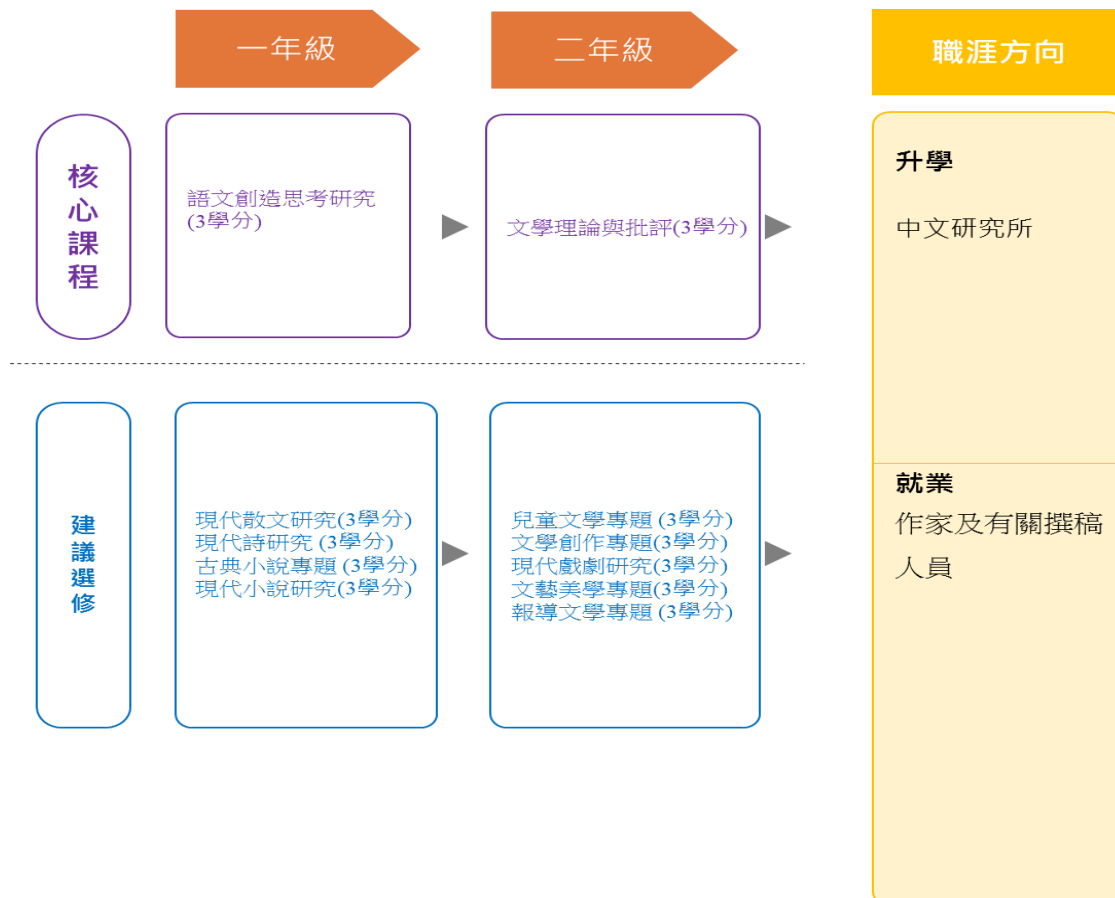 一年級
二年級
職涯方向
核心課程
語文創造思考研究
(3學分)
文學理論與批評(3學分)
升學
中文研究所
建議選修
現代散文研究(3學分)
現代詩研究 (3學分)
古典小說專題 (3學分)
現代小說研究(3學分)
兒童文學專題 (3學分)
文學創作專題(3學分)
現代戲劇研究(3學分)
文藝美學專題(3學分)
報導文學專題 (3學分)
就業
作家及有關撰稿
人員